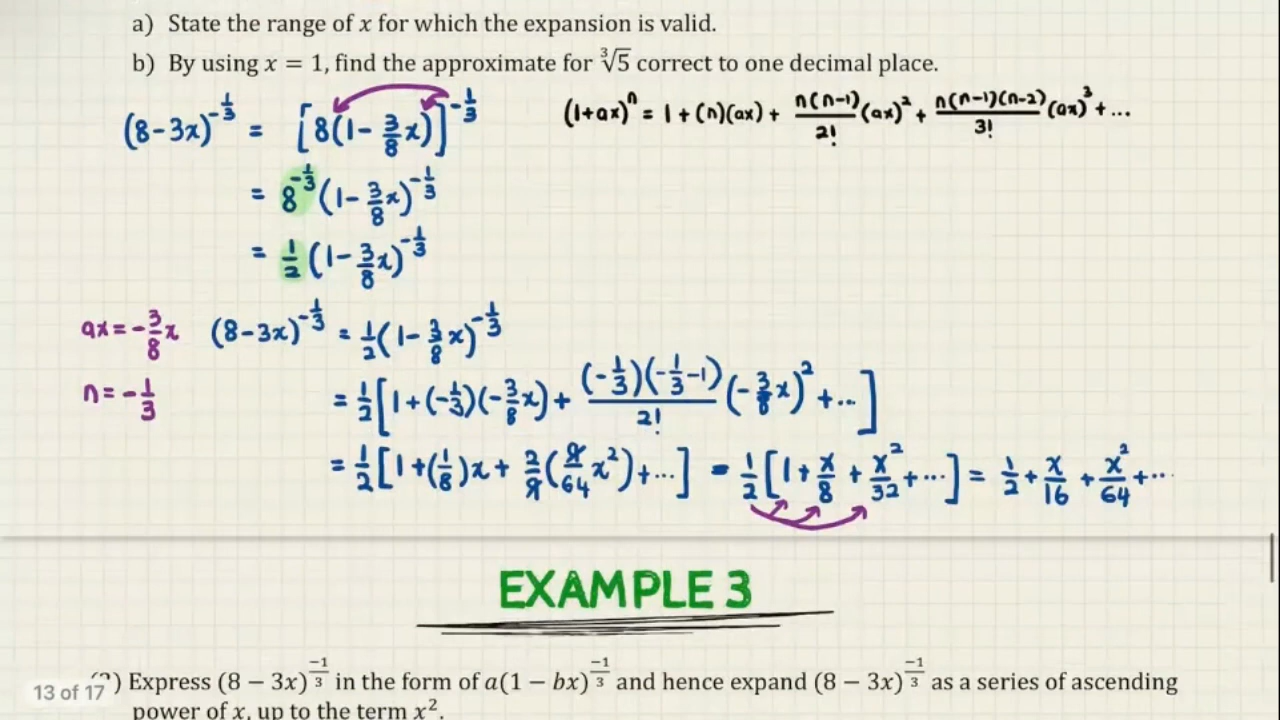 a) State the range of x for which the expansion is valid.
b) By using x = 1, find the approximate for ∛5 correct to one decimal place.
(8-3x)^(-1/3) = [8(1 - 3/8 x)]^(-1/3)
(1+ax)^n = 1 + (n)(ax) + n(n-1)/2! (ax)² + n(n-1)(n-2)/3! (ax)³ + ...
= 8^(-1/3) (1 - 3/8 x)^(-1/3)
= 1/2 (1 - 3/8 x)^(-1/3)
ax = -3/8 x
(8-3x)^(-1/3) = 1/2 (1 - 3/8 x)^(-1/3)
n = -1/3
= 1/2 [1 + (-1/3)(-3/8 x) + (-1/3)(-1/3 -1)/2! (-3/8 x)² + ...]
= 1/2 [1 + (1/8)x + 2/9 (9/64 x²) + ...] = 1/2 [1 + x/8 + x²/32 + ...] = 1/2 + x/16 + x²/64 + ...
EXAMPLE 3
) Express (8 − 3x)^(-1/3) in the form of a(1 − bx)^(-1/3) and hence expand (8 − 3x)^(-1/3) as a series of ascending
power of x, up to the term x².
13 of 17